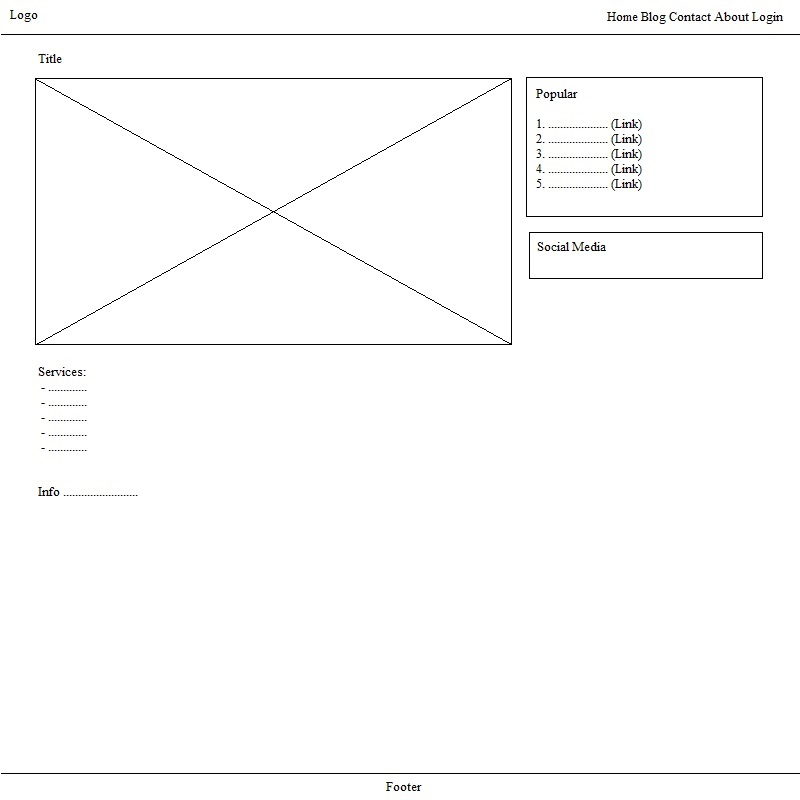 Logo
Home Blog Contact About Login
Title
Popular
1. .................... (Link)
2. .................... (Link)
3. .................... (Link)
4. .................... (Link)
5. .................... (Link)
Social Media
Services:
- .............
- .............
- .............
- .............
- .............
Info .........................
Footer